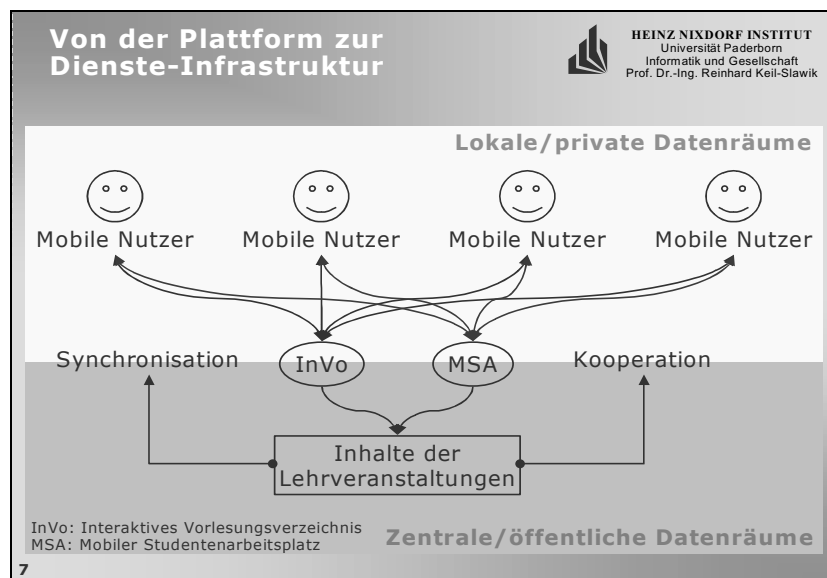 Von der Plattform zur
Dienste-Infrastruktur
HEINZ NIXDORF INSTITUT
Universität Paderborn
Informatik und Gesellschaft
Prof. Dr.-Ing. Reinhard Keil-Slawik
Lokale/private Datenräume
Mobile Nutzer Mobile Nutzer Mobile Nutzer Mobile Nutzer
Synchronisation InVo MSA Kooperation
Inhalte der
Lehrveranstaltungen
InVo: Interaktives Vorlesungsverzeichnis
MSA: Mobiler Studentenarbeitsplatz
Zentrale/öffentliche Datenräume
7